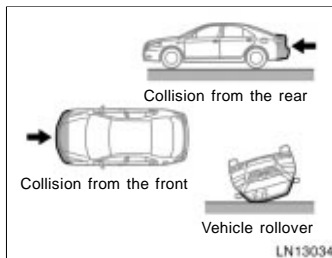 Collision from the rear
Collision from the front
Vehicle rollover
LN13034